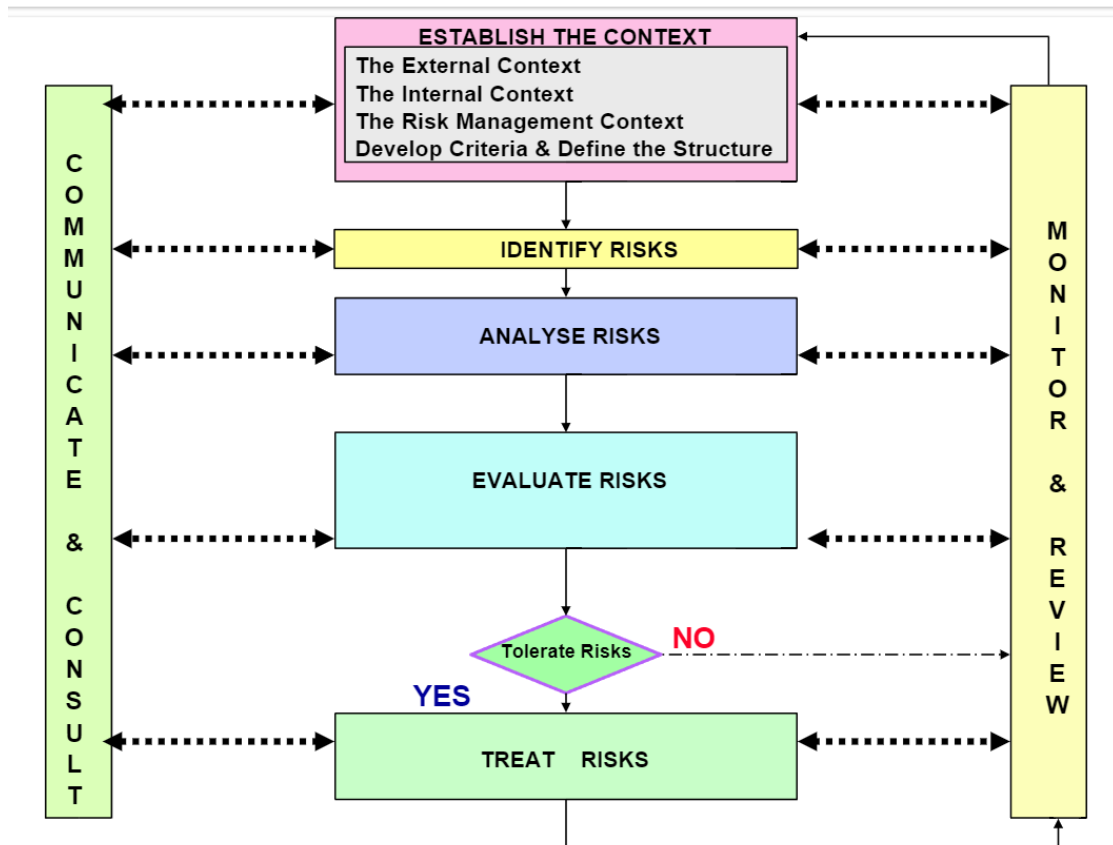 ESTABLISH THE CONTEXT
The External Context
The Internal Context
The Risk Management Context
Develop Criteria & Define the Structure
COMMUNICATE & CONSULT
IDENTIFY RISKS
MONITOR & REVIEW
ANALYSE RISKS
EVALUATE RISKS
Tolerate Risks
NO
YES
TREAT RISKS